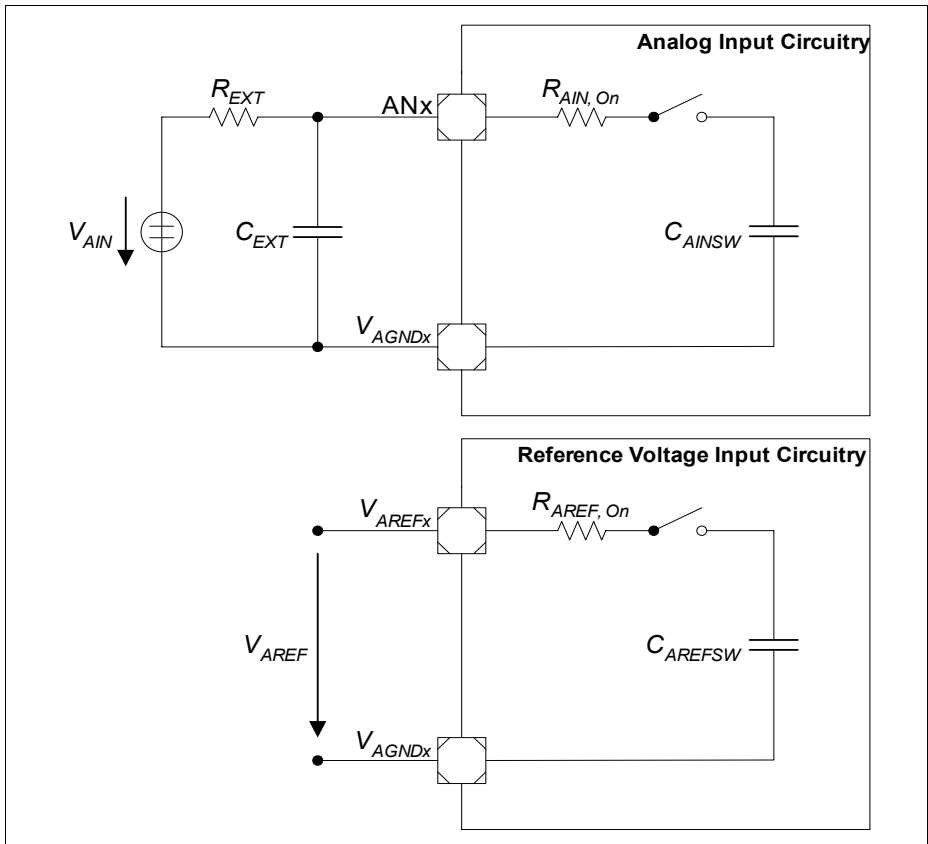 Analog Input Circuitry
R_EXT
ANx
R_AIN, On
V_AIN
C_EXT
C_AINSW
V_AGNDx
Reference Voltage Input Circuitry
V_AREFx
R_AREF, On
V_AREF
C_AREFSW
V_AGNDx